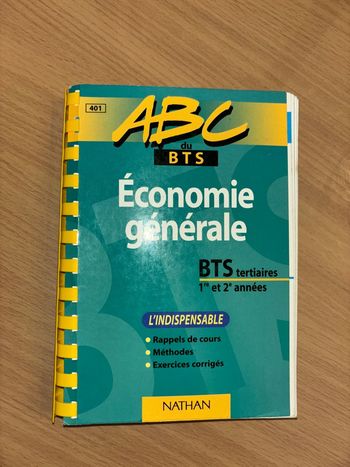 401
ABC
du
BTS
Économie
générale
BTS tertiaires
1re et 2e années
L'INDISPENSABLE
• Rappels de cours
• Méthodes
• Exercices corrigés
NATHAN